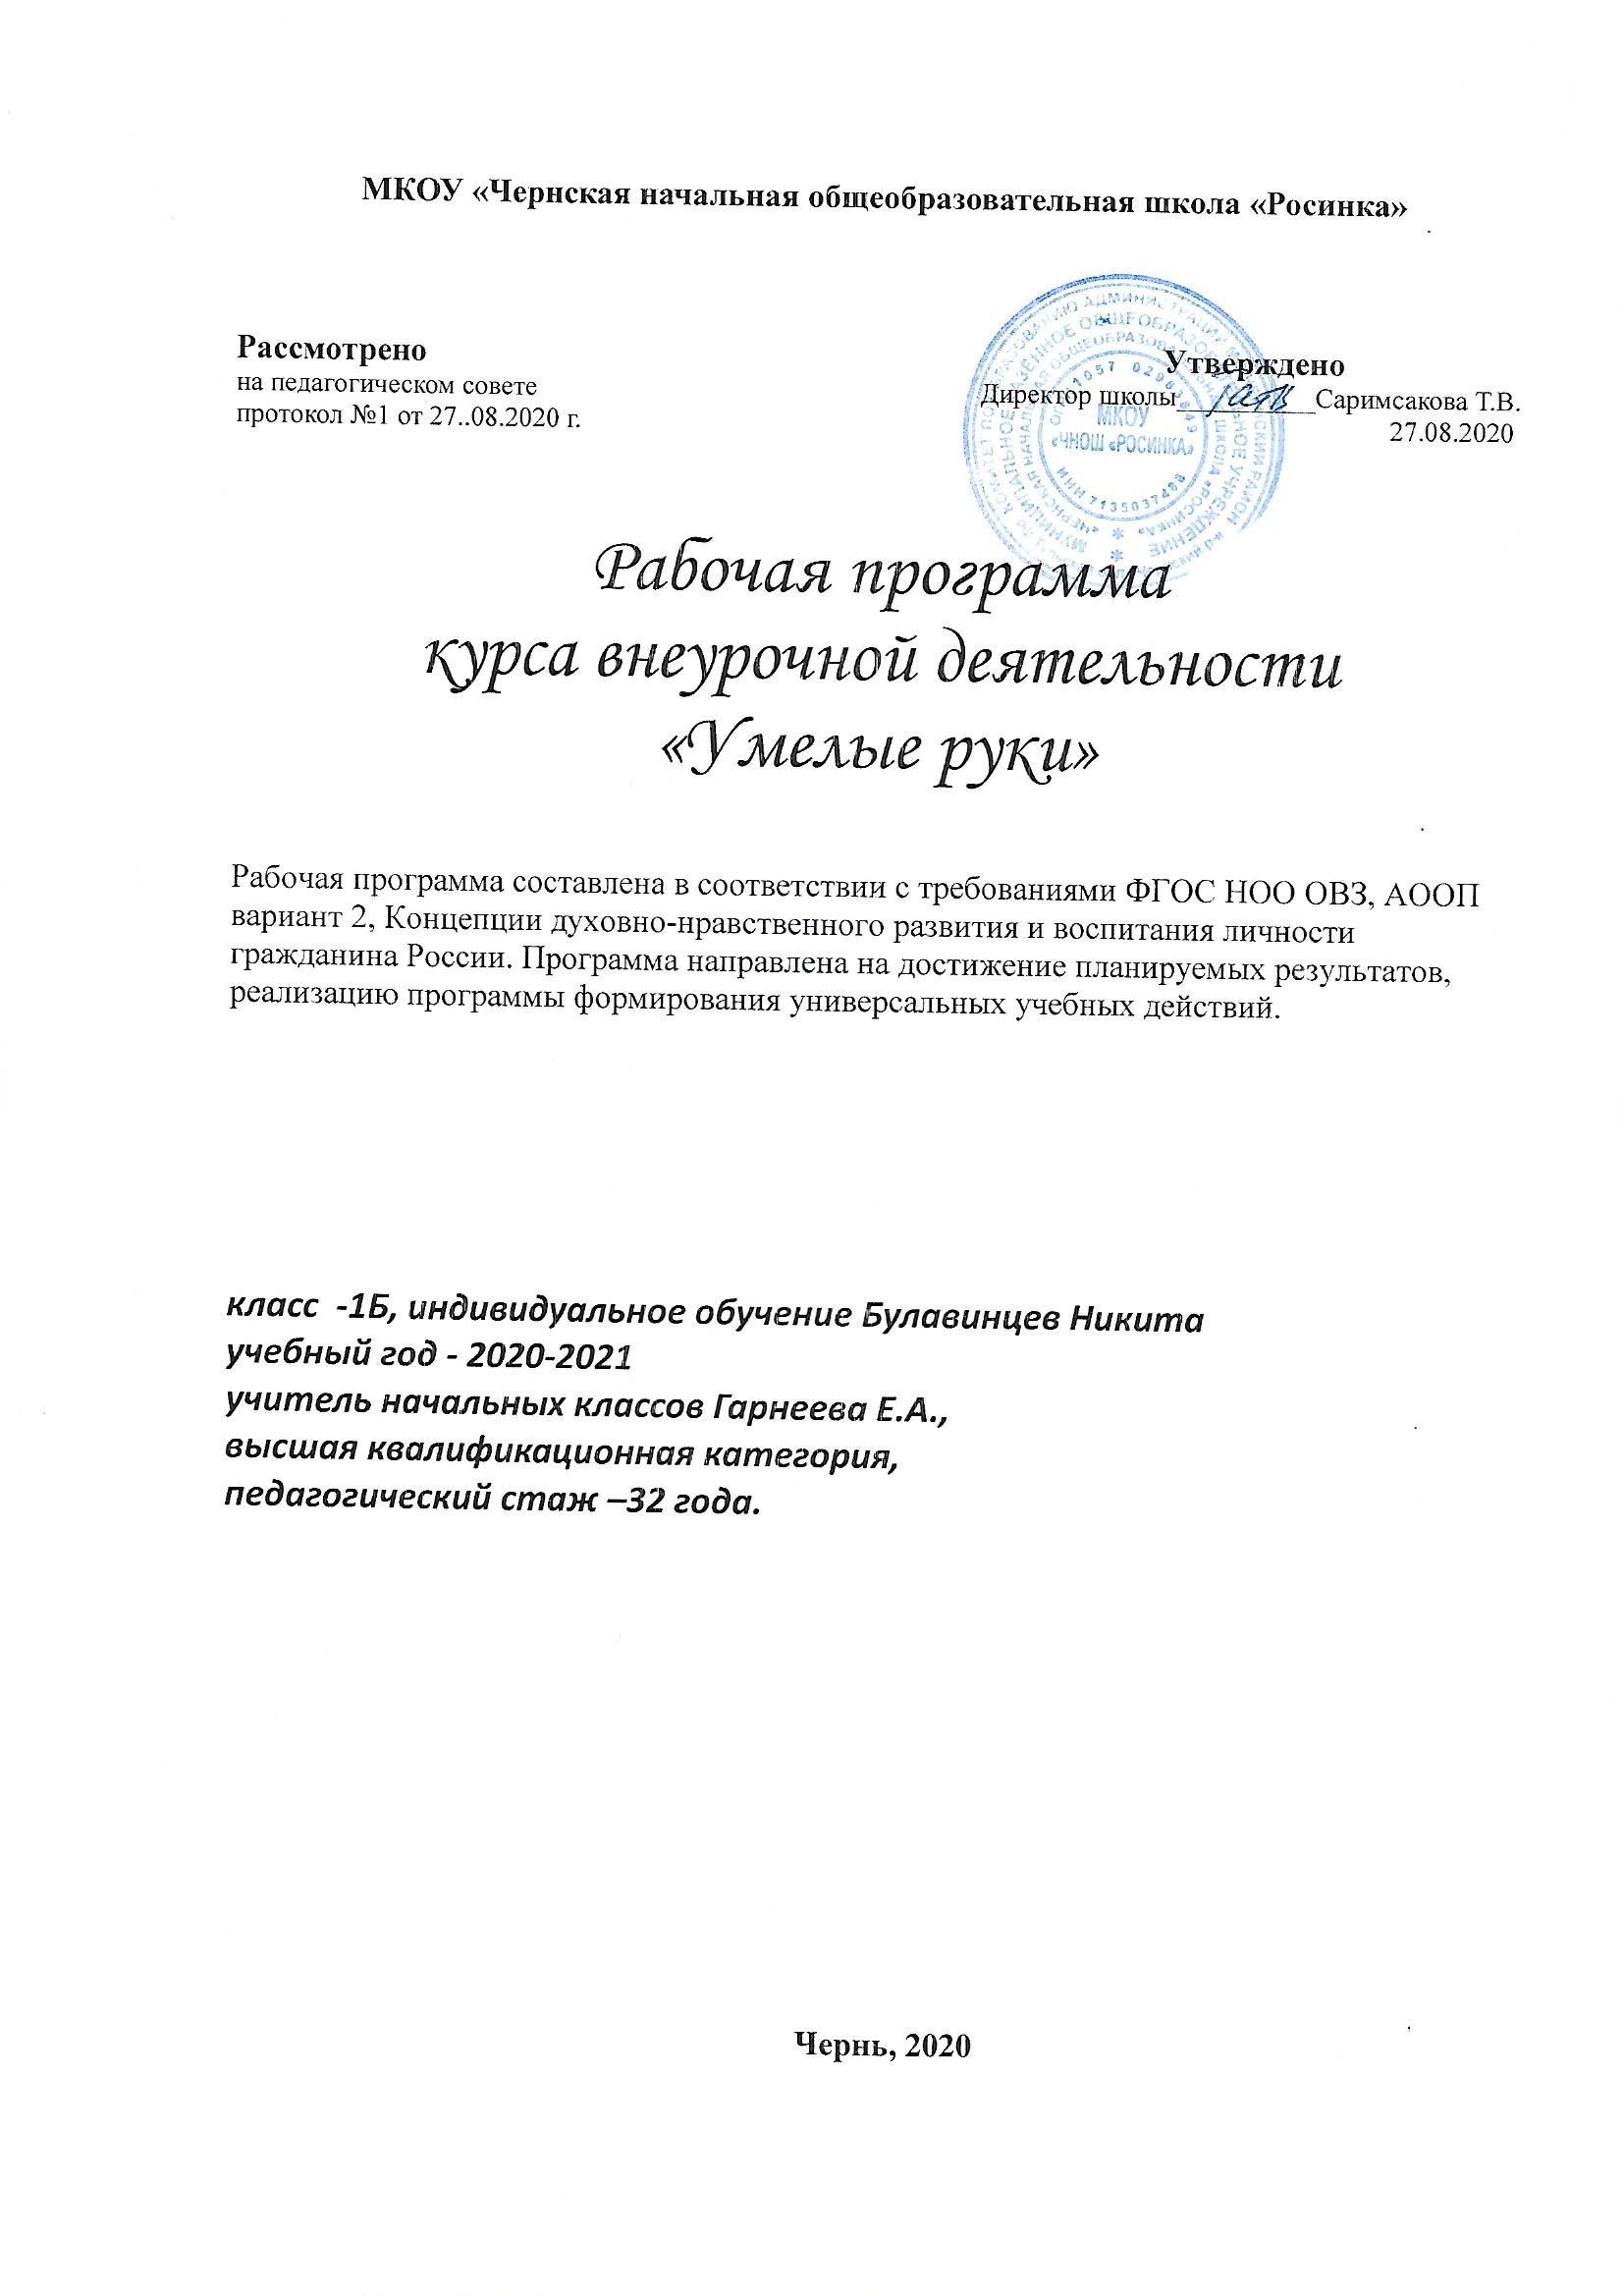 МКОУ «Чернская начальная общеобразовательная школа «Росинка»
Рассмотрено
на педагогическом совете
протокол №1 от 27..08.2020 г.
Утверждено
Директор школы__________Саримсакова Т.В.
27.08.2020
МКОУ
«ЧНОШ «РОСИНКА»
ИНН 7135037488
Рабочая программа
курса внеурочной деятельности
«Умелые руки»
Рабочая программа составлена в соответствии с требованиями ФГОС НОО ОВЗ, АООП
вариант 2, Концепции духовно-нравственного развития и воспитания личности
гражданина России. Программа направлена на достижение планируемых результатов,
реализацию программы формирования универсальных учебных действий.
класс -1Б, индивидуальное обучение Булавинцев Никита
учебный год - 2020-2021
учитель начальных классов Гарнеева Е.А.,
высшая квалификационная категория,
педагогический стаж –32 года.
Чернь, 2020